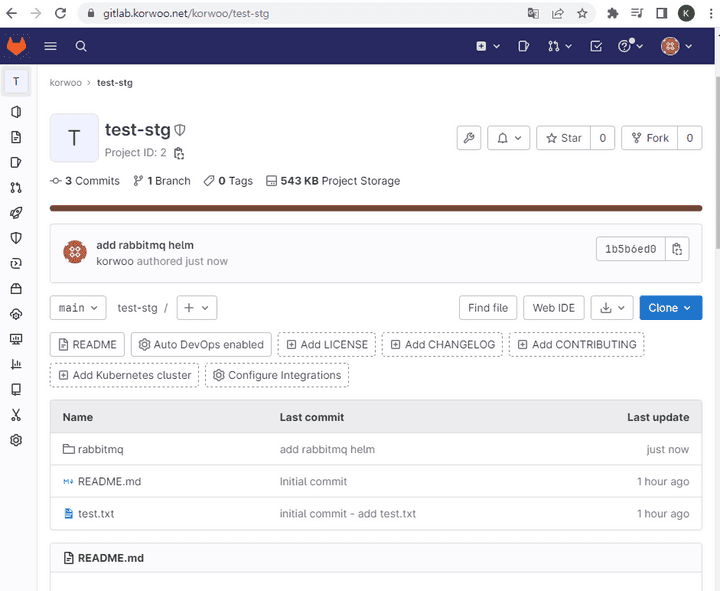 gitlab.korwoo.net/korwoo/test-stg
K
T
korwoo > test-stg
T
test-stg
Project ID: 2
Star 0
Fork 0
3 Commits 1 Branch 0 Tags 543 KB Project Storage
add rabbitmq helm
korwoo authored just now
1b5b6ed0
main
test-stg / +
Find file
Web IDE
Clone
README
Auto DevOps enabled
Add LICENSE
Add CHANGELOG
Add CONTRIBUTING
Add Kubernetes cluster
Configure Integrations
Name Last commit Last update
rabbitmq add rabbitmq helm just now
README.md Initial commit 1 hour ago
test.txt initial commit - add test.txt 1 hour ago
README.md